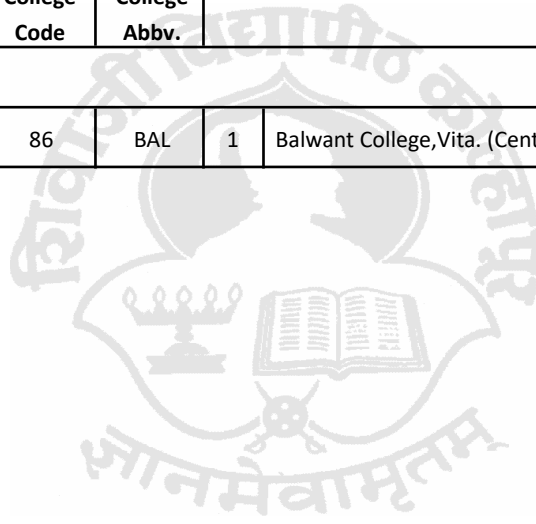 College College
Code Abbv.
86 BAL 1 Balwant College,Vita. (Cent
शिवाजी विद्यापीठ कोल्हापूर
ज्ञानमेवामृतम्